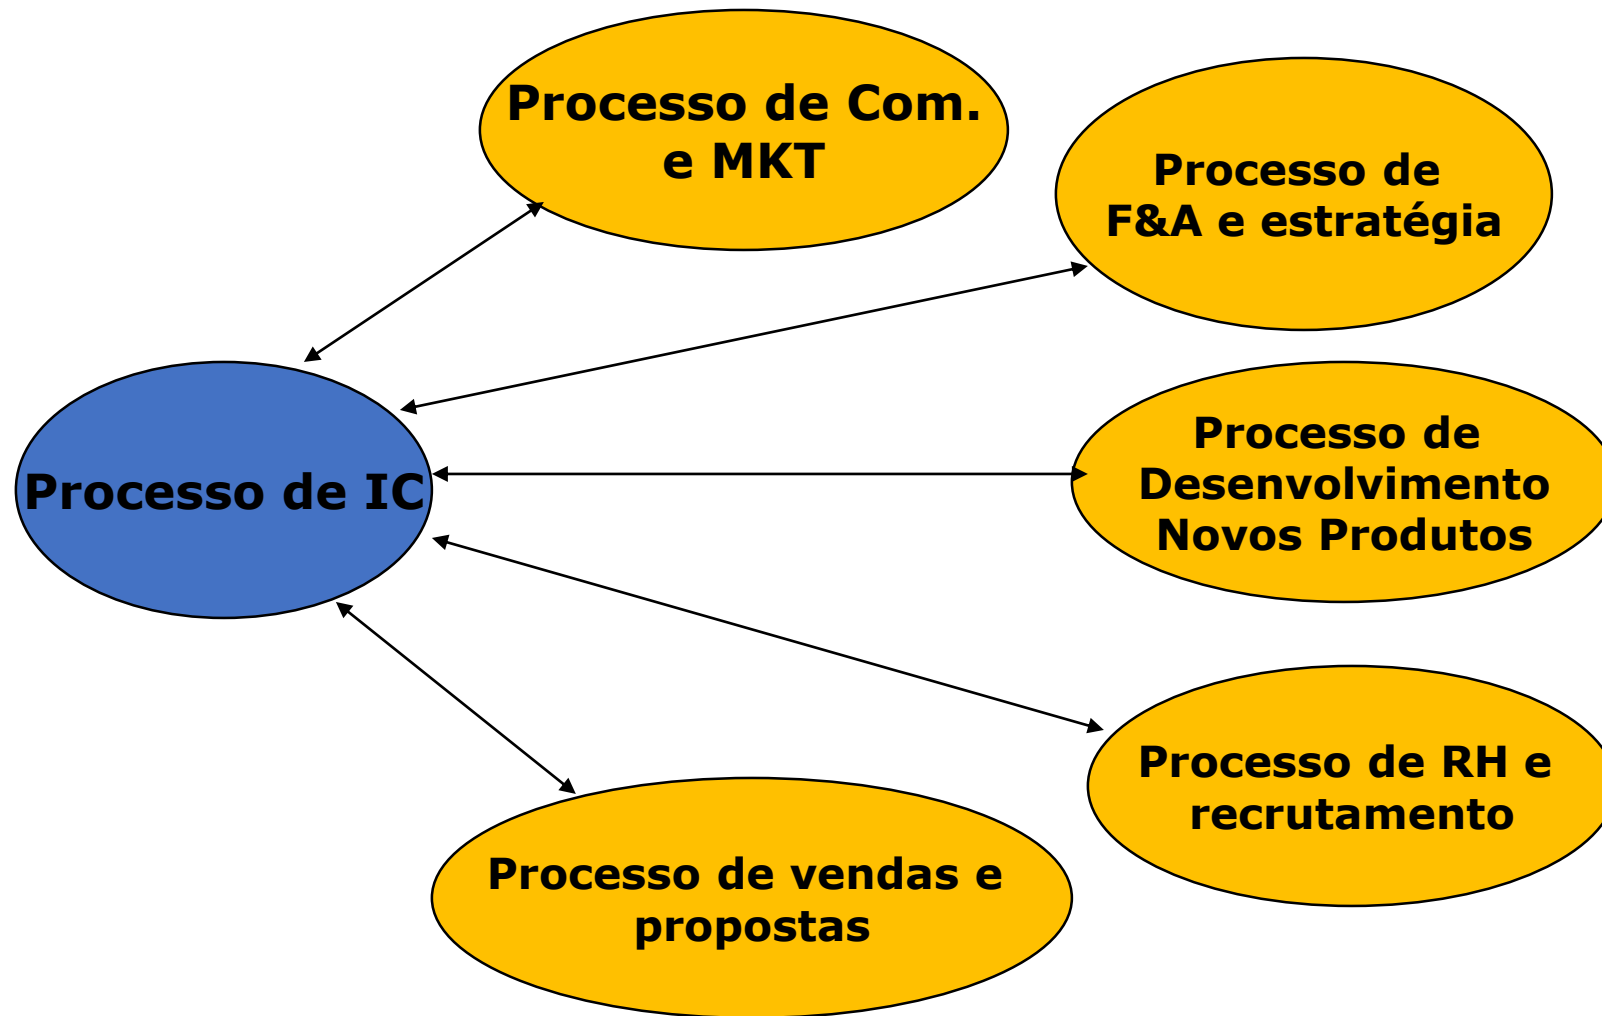 Processo de Com.
e MKT
Processo de
F&A e estratégia
Processo de IC
Processo de
Desenvolvimento
Novos Produtos
Processo de RH e
recrutamento
Processo de vendas e
propostas